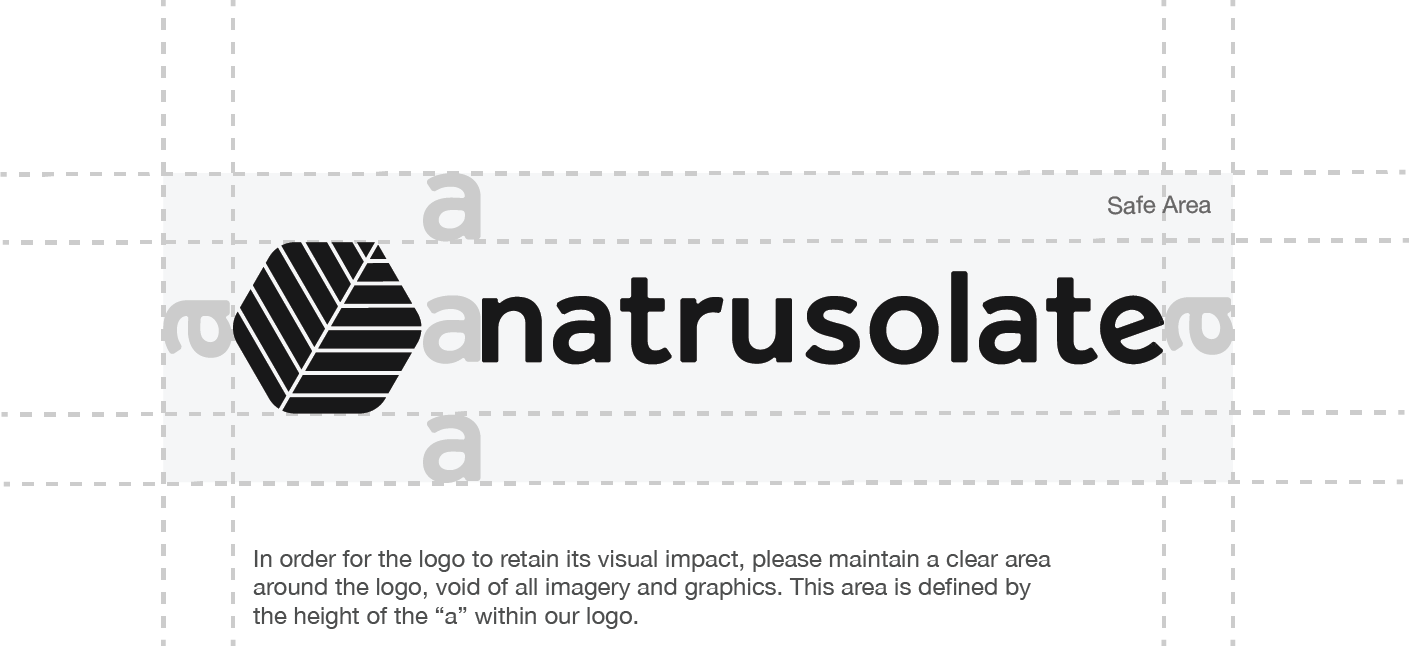 a
Safe Area
a
a
natrusolate
a
a
In order for the logo to retain its visual impact, please maintain a clear area
around the logo, void of all imagery and graphics. This area is defined by
the height of the “a” within our logo.